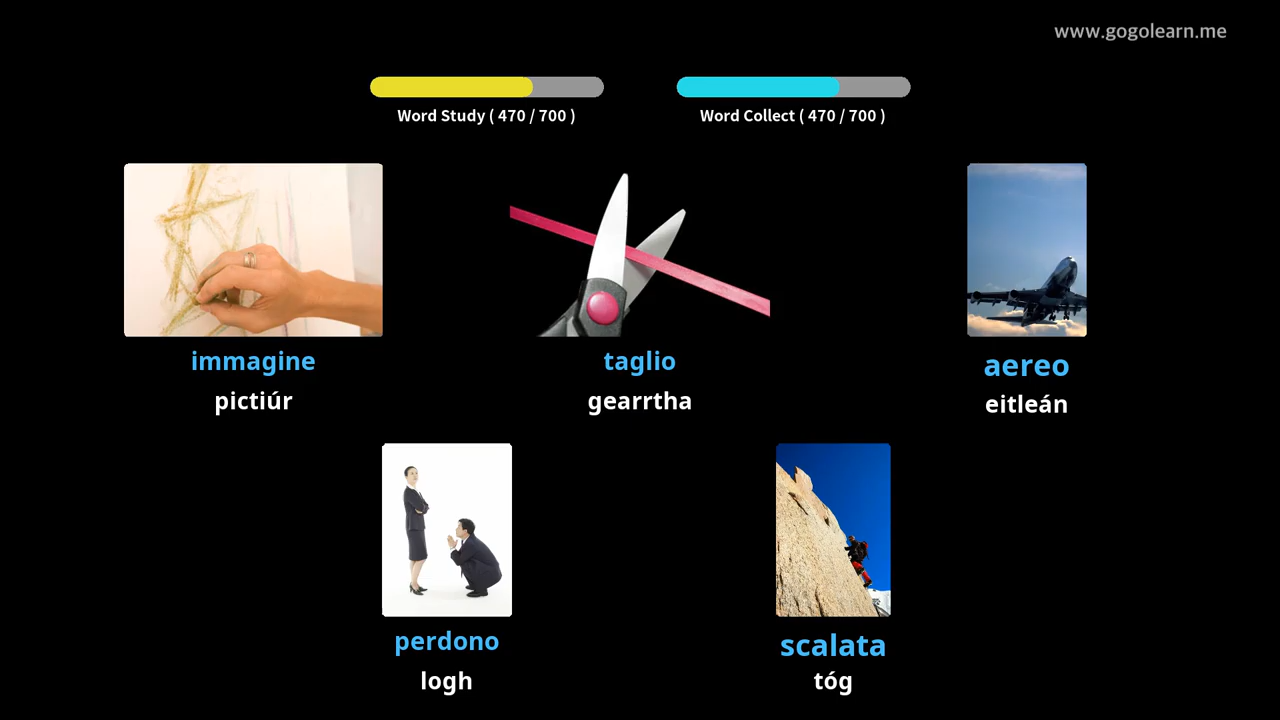 www.gogolearn.me
Word Study ( 470 / 700 )
Word Collect ( 470 / 700 )
immagine
pictiúr
taglio
gearrtha
aereo
eitleán
perdono
logh
scalata
tóg